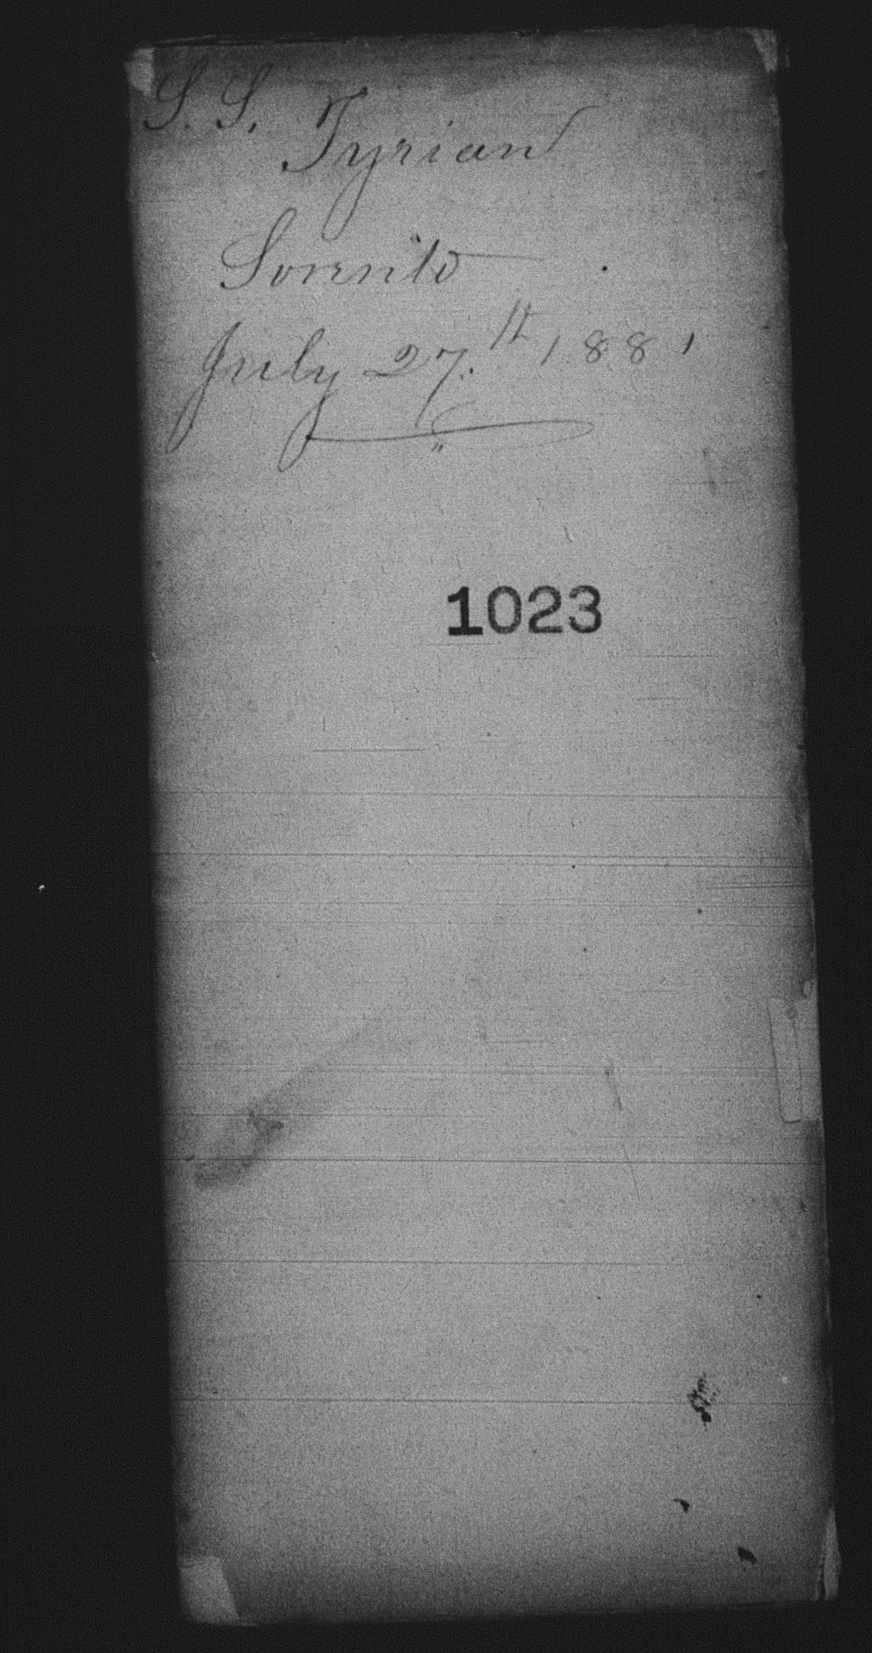 S. S. Tyrian
Sorrento
July 27th 1881
1023